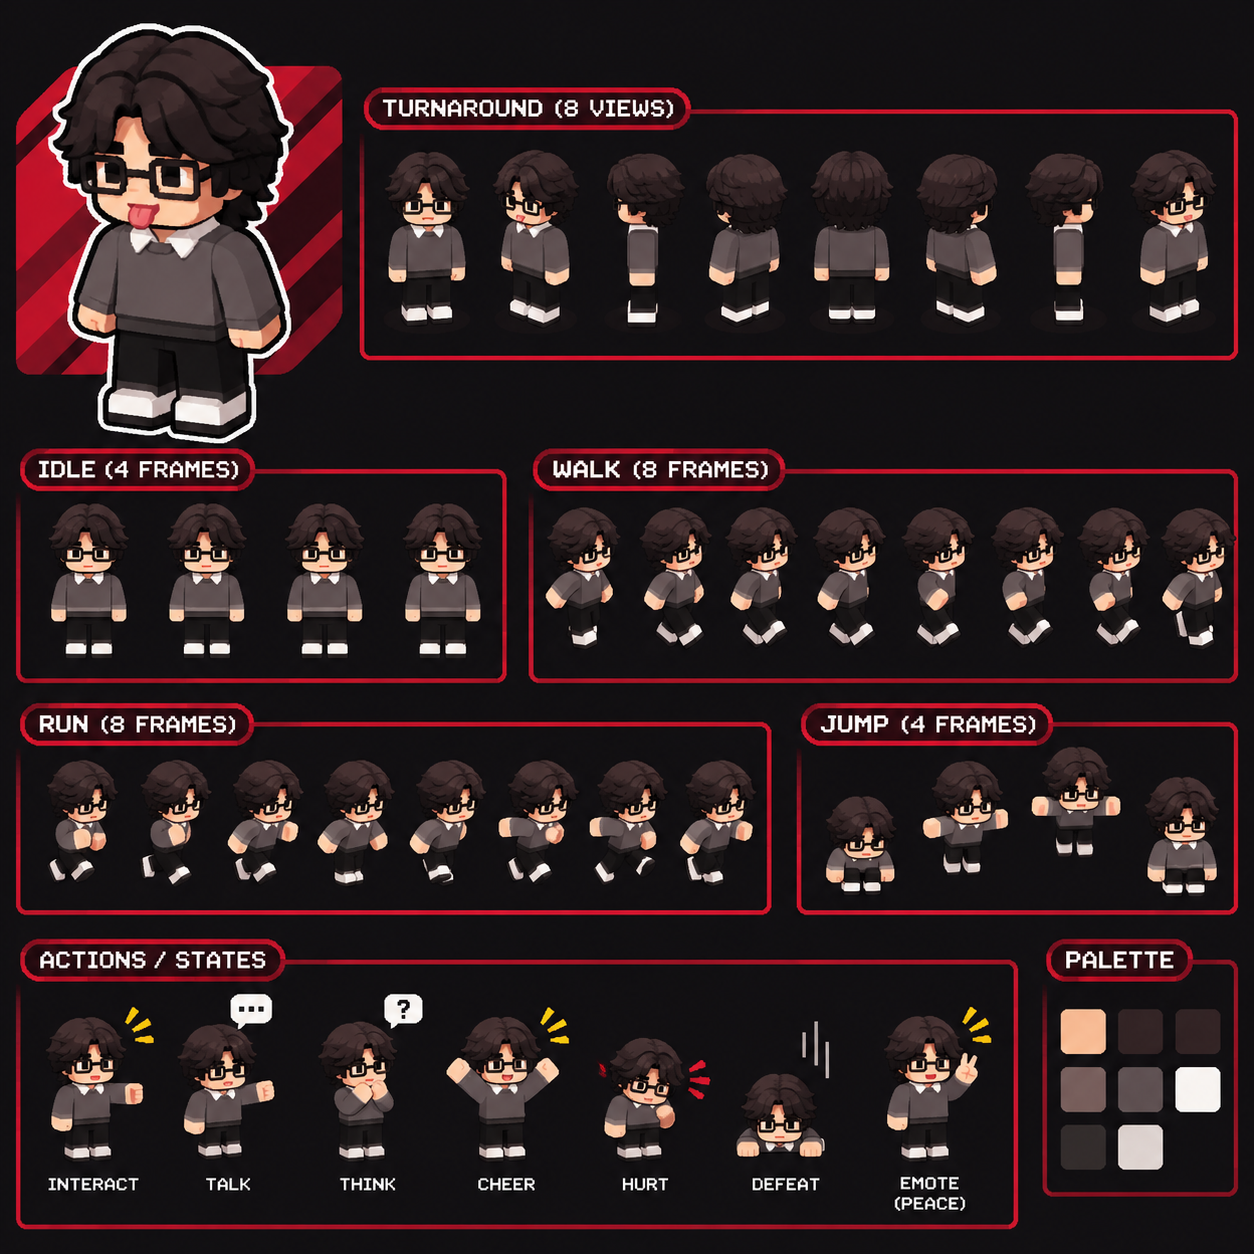 TURNAROUND (8 VIEWS)
IDLE (4 FRAMES)
WALK (8 FRAMES)
RUN (8 FRAMES)
JUMP (4 FRAMES)
ACTIONS / STATES
PALETTE
...
?
INTERACT
TALK
THINK
CHEER
HURT
DEFEAT
EMOTE
(PEACE)